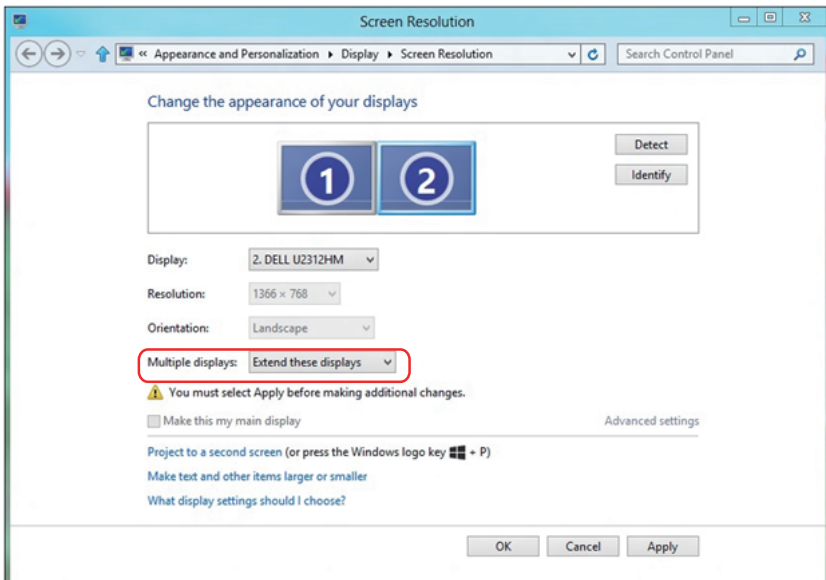 Screen Resolution
« Appearance and Personalization ▸ Display ▸ Screen Resolution Search Control Panel
Change the appearance of your displays
1 2 Detect
Identify
Display: 2. DELL U2312HM
Resolution: 1366 × 768
Orientation: Landscape
Multiple displays: Extend these displays
You must select Apply before making additional changes.
Make this my main display Advanced settings
Project to a second screen (or press the Windows logo key + P)
Make text and other items larger or smaller
What display settings should I choose?
OK Cancel Apply